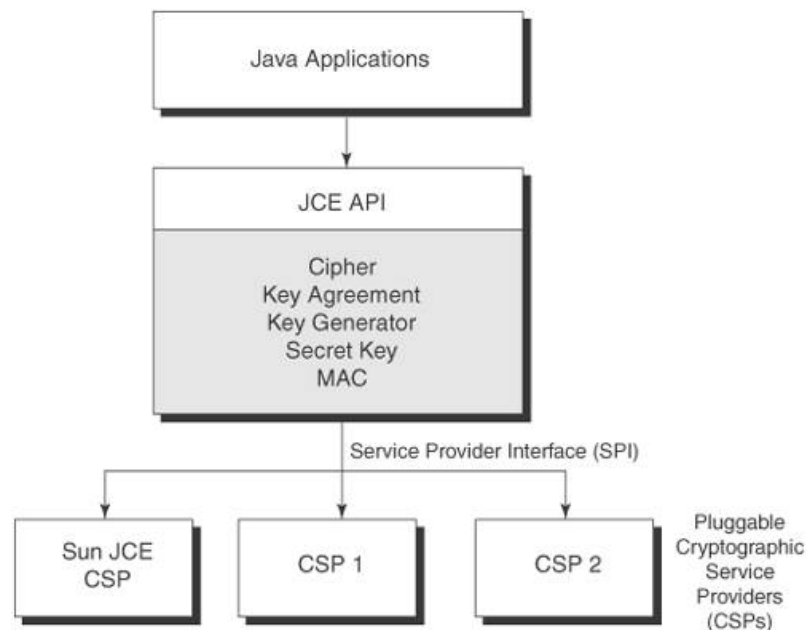 Java Applications
JCE API
Cipher
Key Agreement
Key Generator
Secret Key
MAC
Service Provider Interface (SPI)
Sun JCE
CSP
CSP 1
CSP 2
Pluggable
Cryptographic
Service
Providers
(CSPs)